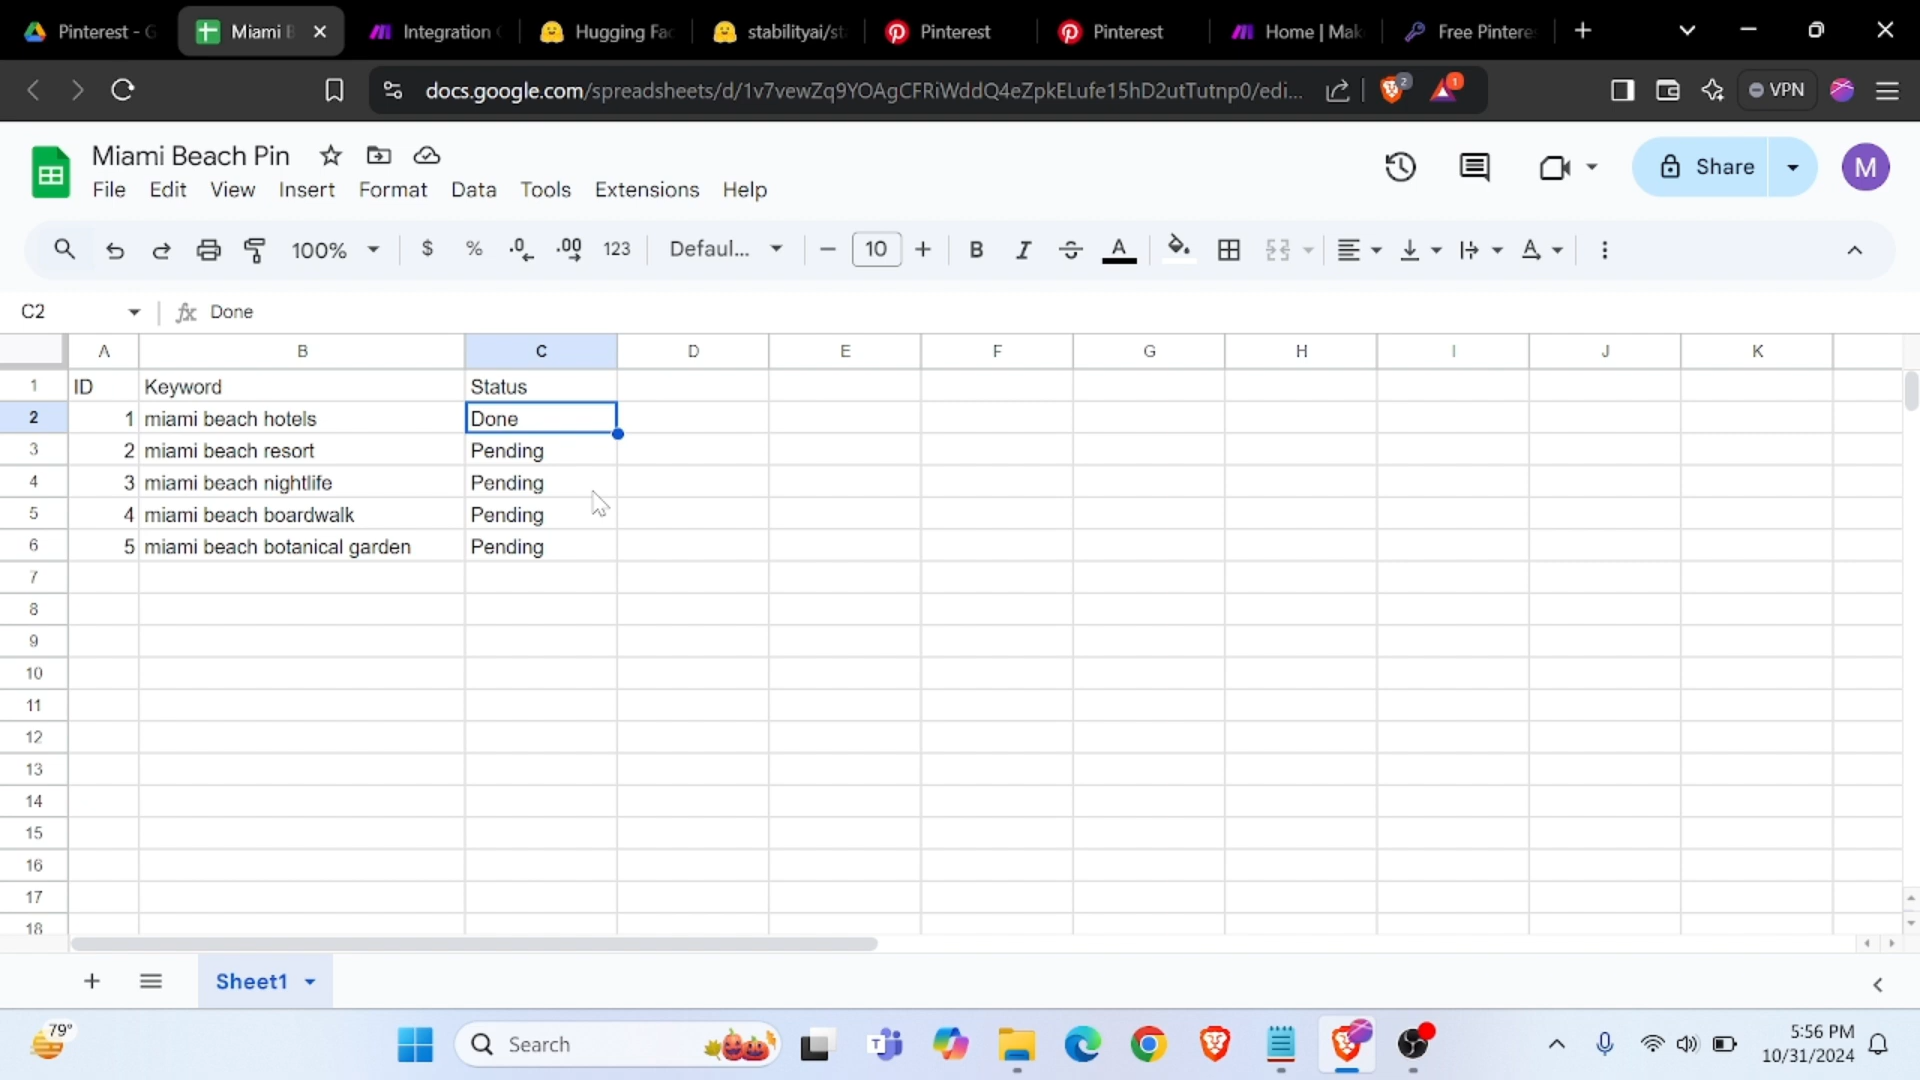 Pinterest - G Miami B Integration Hugging Fac stabilityai/st Pinterest Pinterest Home | Mak Free Pintere
docs.google.com/spreadsheets/d/1v7vewZq9YOAgCFRiWddQ4eZpkELufe15hD2utTutnp0/edi... 2 1 VPN
Miami Beach Pin
File Edit View Insert Format Data Tools Extensions Help
Share M
100% $ % .0 .00 123 Defaul... 10 B I A A
C2 fx Done
A B C D E F G H I J K
1 ID Keyword Status
2 1 miami beach hotels Done
3 2 miami beach resort Pending
4 3 miami beach nightlife Pending
5 4 miami beach boardwalk Pending
6 5 miami beach botanical garden Pending
7
8
9
10
11
12
13
14
15
16
17
18
Sheet1
79° Search 5:56 PM
10/31/2024